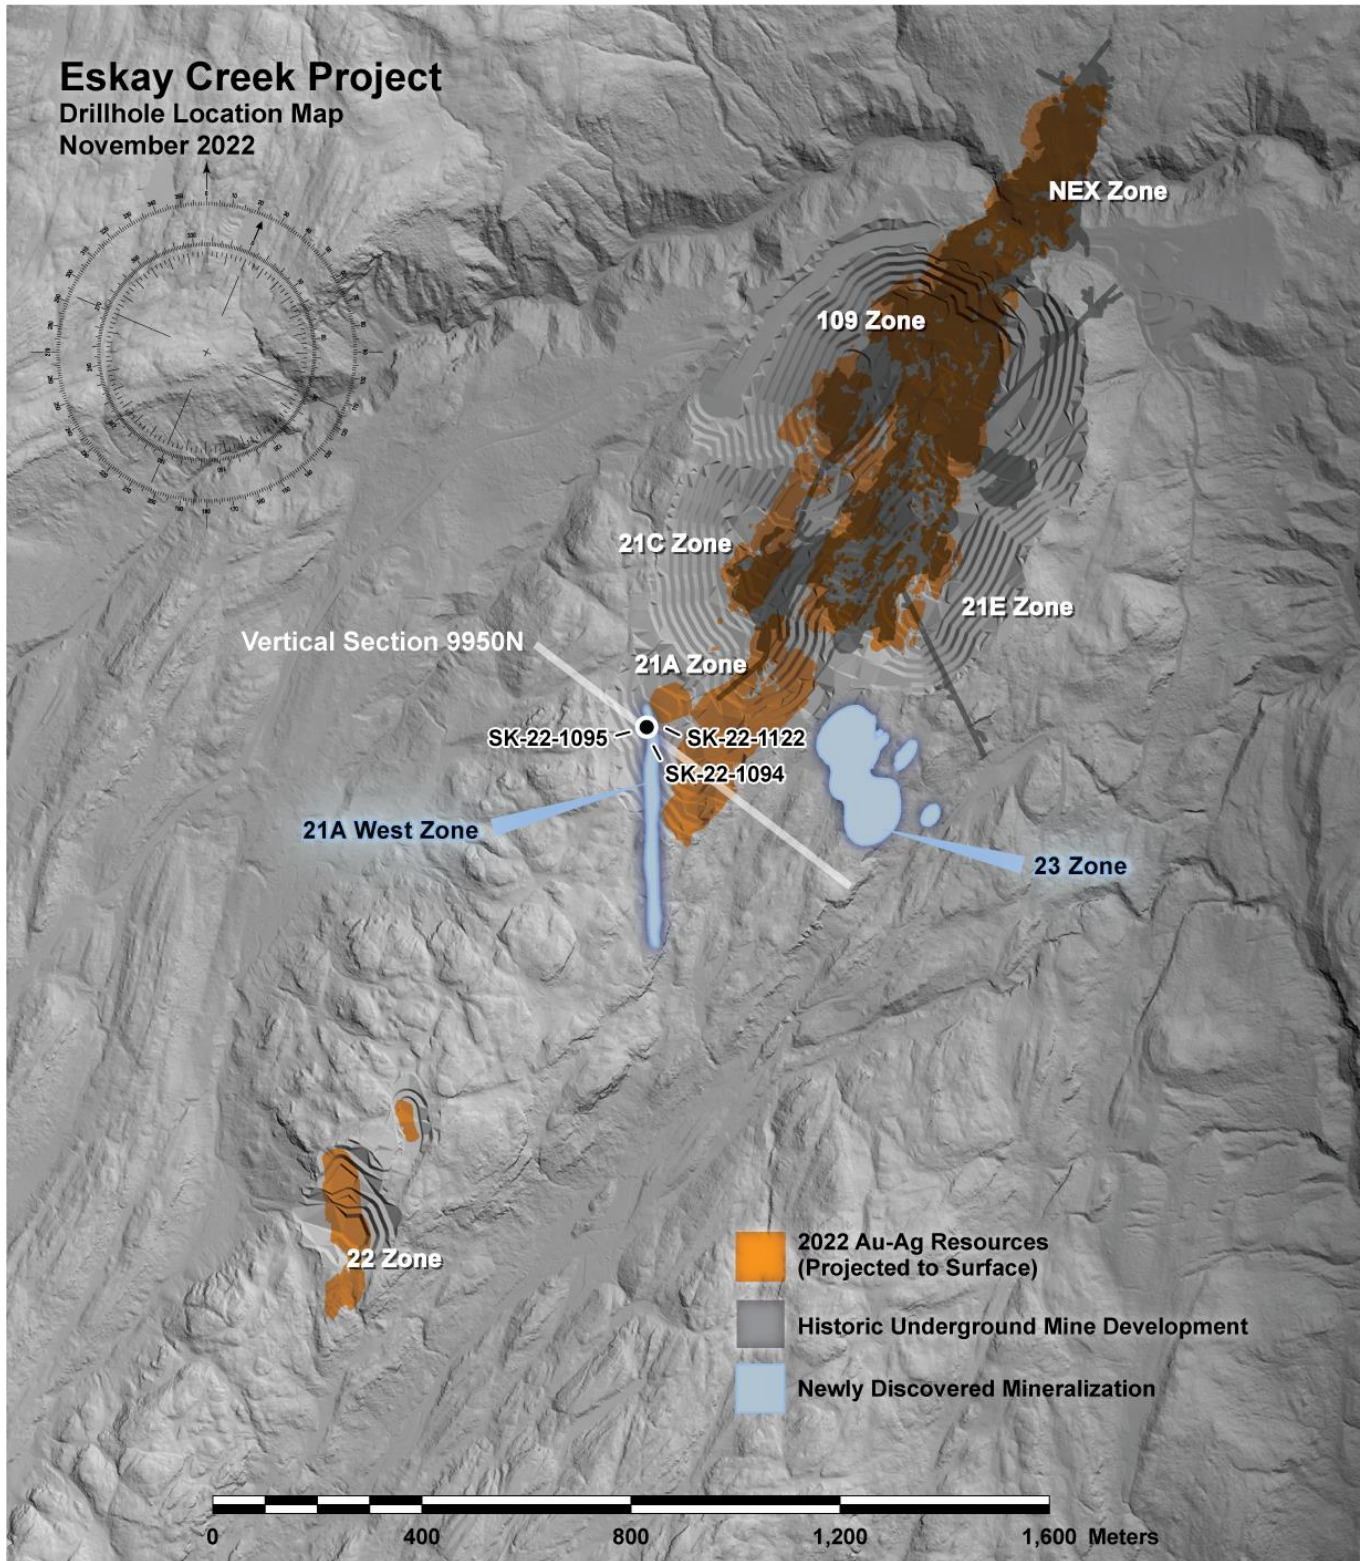 Eskay Creek Project
Drillhole Location Map
November 2022
NEX Zone
109 Zone
21C Zone
21E Zone
Vertical Section 9950N
21A Zone
SK-22-1095
SK-22-1122
SK-22-1094
21A West Zone
23 Zone
22 Zone
2022 Au-Ag Resources
(Projected to Surface)
Historic Underground Mine Development
Newly Discovered Mineralization
0 400 800 1,200 1,600 Meters